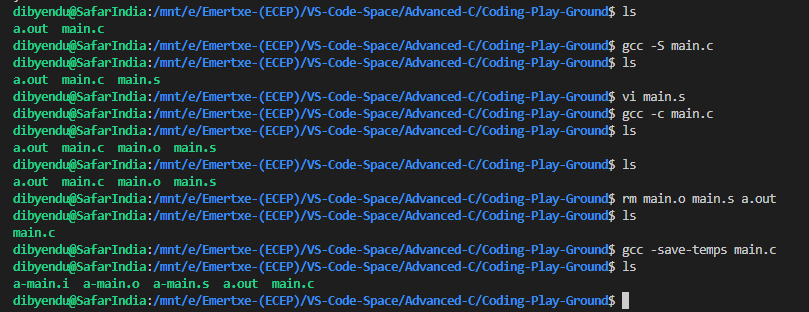 dibyendu@SafarIndia:/mnt/e/Emertxe-(ECEP)/VS-Code-Space/Advanced-C/Coding-Play-Ground$ ls
a.out  main.c
dibyendu@SafarIndia:/mnt/e/Emertxe-(ECEP)/VS-Code-Space/Advanced-C/Coding-Play-Ground$ gcc -S main.c
dibyendu@SafarIndia:/mnt/e/Emertxe-(ECEP)/VS-Code-Space/Advanced-C/Coding-Play-Ground$ ls
a.out  main.c  main.s
dibyendu@SafarIndia:/mnt/e/Emertxe-(ECEP)/VS-Code-Space/Advanced-C/Coding-Play-Ground$ vi main.s
dibyendu@SafarIndia:/mnt/e/Emertxe-(ECEP)/VS-Code-Space/Advanced-C/Coding-Play-Ground$ gcc -c main.c
dibyendu@SafarIndia:/mnt/e/Emertxe-(ECEP)/VS-Code-Space/Advanced-C/Coding-Play-Ground$ ls
a.out  main.c  main.o  main.s
dibyendu@SafarIndia:/mnt/e/Emertxe-(ECEP)/VS-Code-Space/Advanced-C/Coding-Play-Ground$ ls
a.out  main.c  main.o  main.s
dibyendu@SafarIndia:/mnt/e/Emertxe-(ECEP)/VS-Code-Space/Advanced-C/Coding-Play-Ground$ rm main.o main.s a.out
dibyendu@SafarIndia:/mnt/e/Emertxe-(ECEP)/VS-Code-Space/Advanced-C/Coding-Play-Ground$ ls
main.c
dibyendu@SafarIndia:/mnt/e/Emertxe-(ECEP)/VS-Code-Space/Advanced-C/Coding-Play-Ground$ gcc -save-temps main.c
dibyendu@SafarIndia:/mnt/e/Emertxe-(ECEP)/VS-Code-Space/Advanced-C/Coding-Play-Ground$ ls
a-main.i  a-main.o  a-main.s  a.out  main.c
dibyendu@SafarIndia:/mnt/e/Emertxe-(ECEP)/VS-Code-Space/Advanced-C/Coding-Play-Ground$